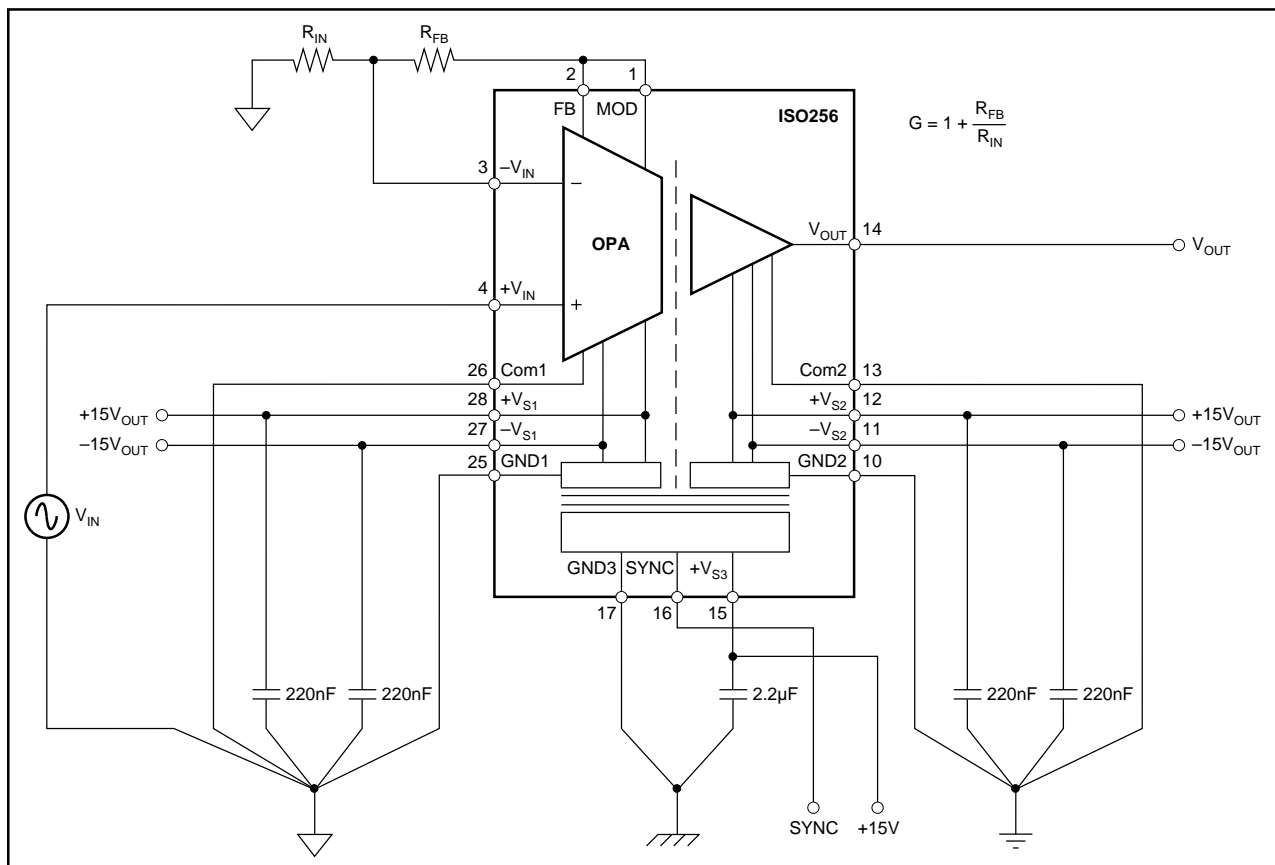 R_IN R_FB
2 1
FB MOD
ISO256
G = 1 + R_FB / R_IN
3 –V_IN
–
OPA
V_OUT 14
V_OUT
4 +V_IN
+
26 Com1
Com2 13
+15V_OUT
28 +V_S1
+V_S2 12
+15V_OUT
–15V_OUT
27 –V_S1
–V_S2 11
–15V_OUT
25 GND1
GND2 10
V_IN
GND3 SYNC +V_S3
17 16 15
220nF 220nF 2.2µF 220nF 220nF
SYNC +15V